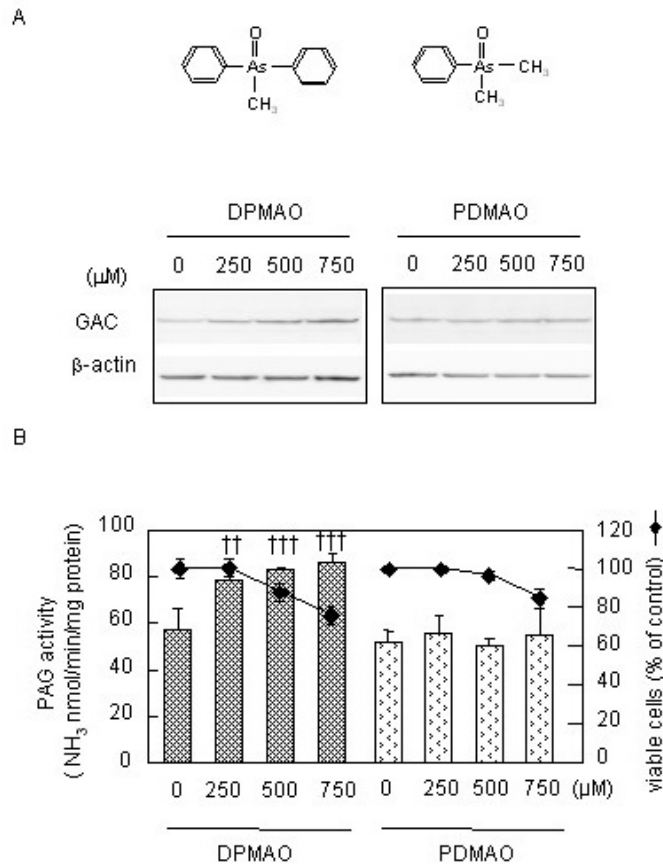 A
O
As
CH3
O
As CH3
CH3
DPMAO PDMAO
(μM) 0 250 500 750 0 250 500 750
GAC
β-actin
B
PAG activity
( NH3 nmol/min/mg protein)
100
80
60
40
20
0
†† ††† †††
120
100
80
60
40
20
0
viable cells (% of control)
0 250 500 750 0 250 500 750 (μM)
DPMAO PDMAO